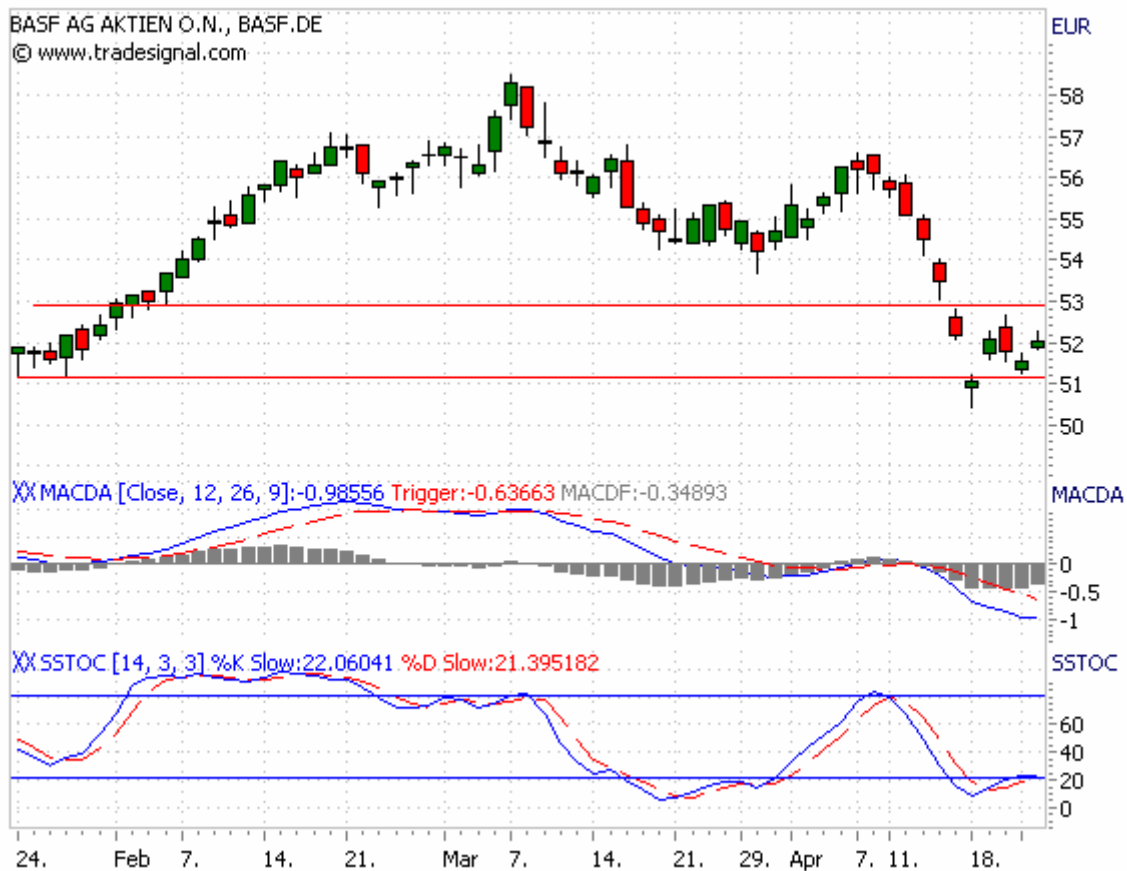 BASF AG AKTIEN O.N., BASF.DE
© www.tradesignal.com
EUR
58
57
56
55
54
53
52
51
50
MACDA [Close, 12, 26, 9]:-0.98556 Trigger:-0.63663 MACDF:-0.34893
MACDA
0
-0.5
-1
SSTOC [14, 3, 3] %K Slow:22.06041 %D Slow:21.395182
SSTOC
60
40
20
0
24. Feb 7. 14. 21. Mar 7. 14. 21. 29. Apr 7. 11. 18.